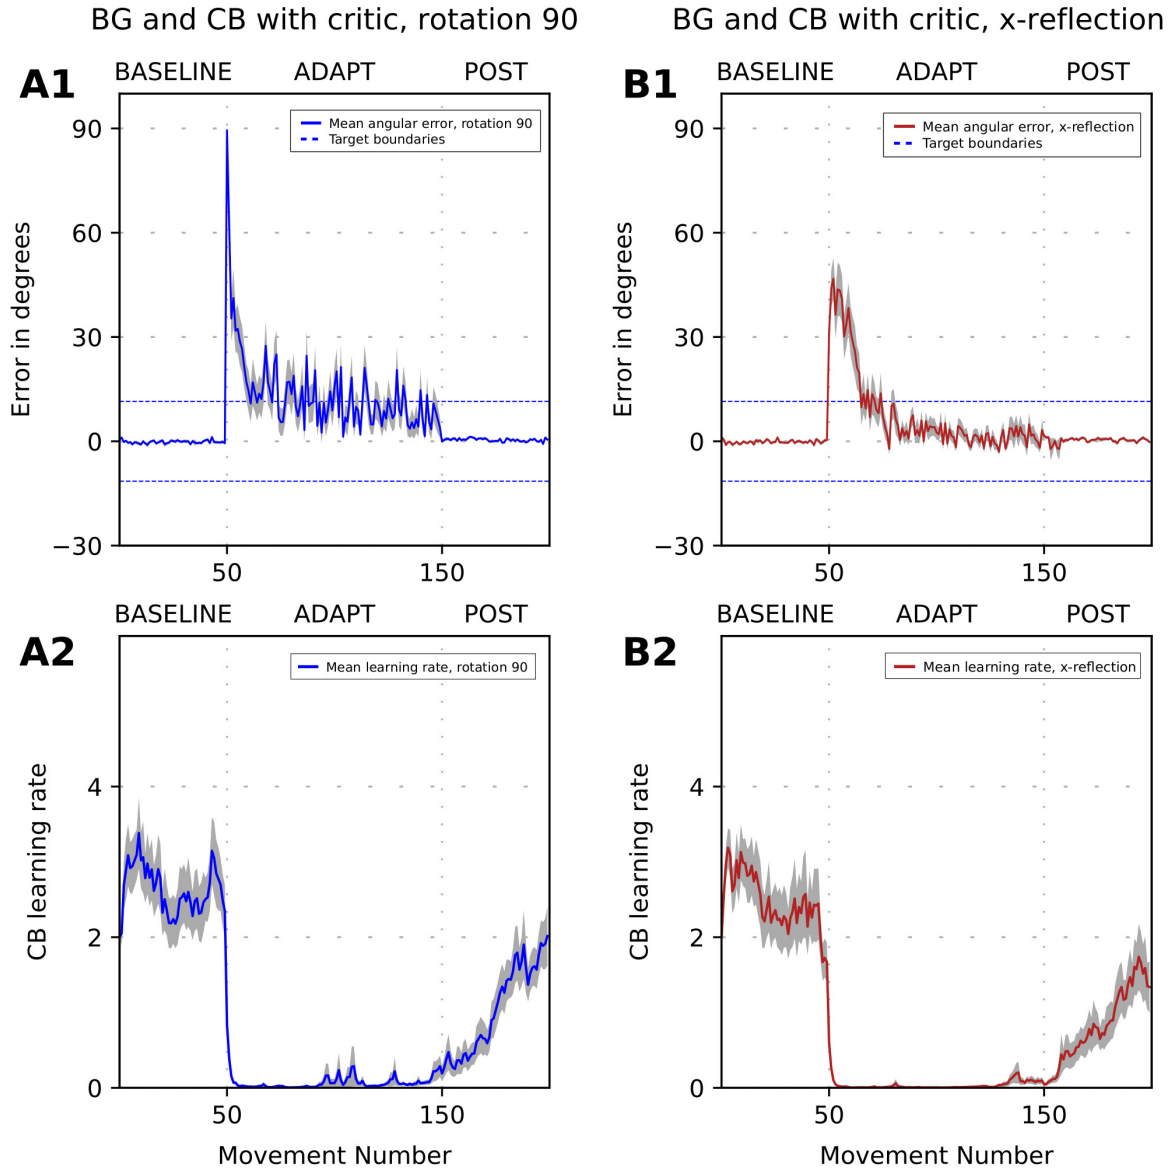 BG and CB with critic, rotation 90
BG and CB with critic, x-reflection
A1
BASELINE ADAPT POST
Mean angular error, rotation 90
Target boundaries
Error in degrees
90
60
30
0
−30
50 150
B1
BASELINE ADAPT POST
Mean angular error, x-reflection
Target boundaries
Error in degrees
90
60
30
0
−30
50 150
A2
BASELINE ADAPT POST
Mean learning rate, rotation 90
CB learning rate
4
2
0
50 150
Movement Number
B2
BASELINE ADAPT POST
Mean learning rate, x-reflection
CB learning rate
4
2
0
50 150
Movement Number